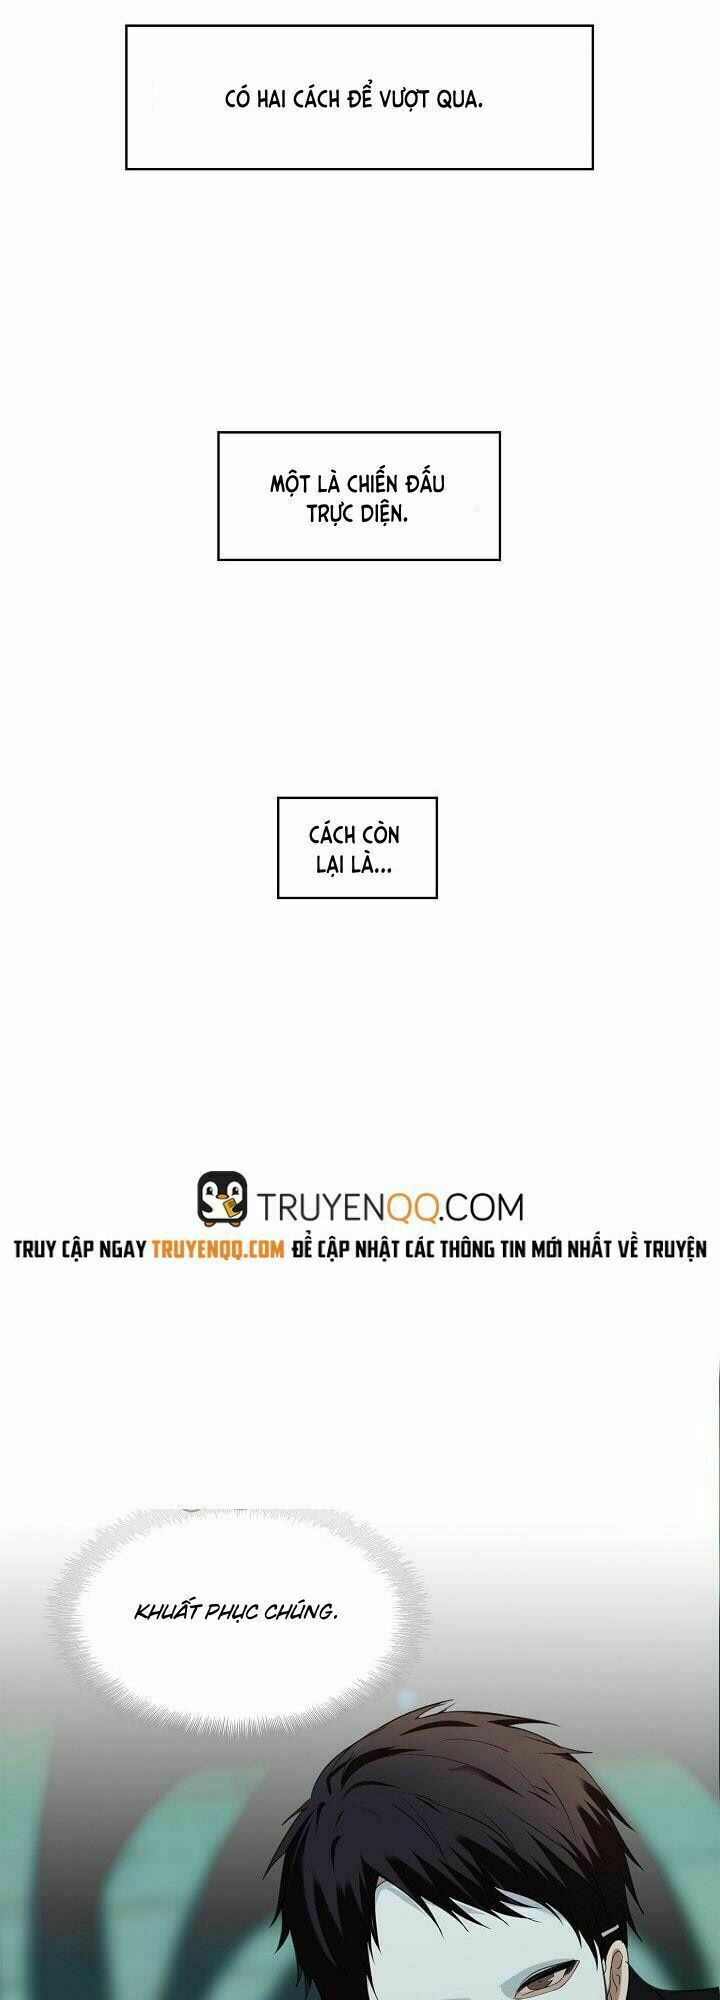 CÓ HAI CÁCH ĐỂ VƯỢT QUA.
MỘT LÀ CHIẾN ĐẤU
TRỰC DIỆN.
CÁCH CÒN
LẠI LÀ...
TRUYENQQ.COM
TRUY CẬP NGAY TRUYENQQ.COM ĐỂ CẬP NHẬT CÁC THÔNG TIN MỚI NHẤT VỀ TRUYỆN
KHUẤT PHỤC CHÚNG.